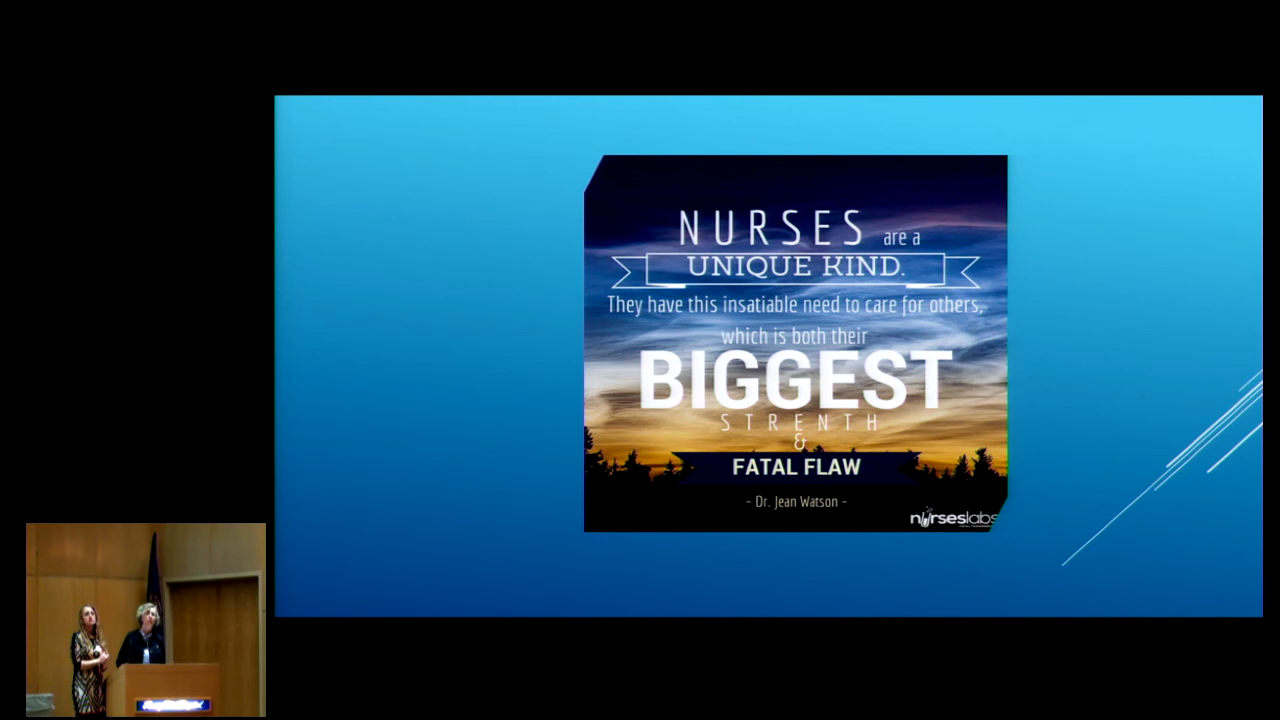 NURSES are a
UNIQUE KIND.
They have this insatiable need to care for others,
which is both their
BIGGEST
STRENTH
&
FATAL FLAW
- Dr. Jean Watson -
nurseslabs